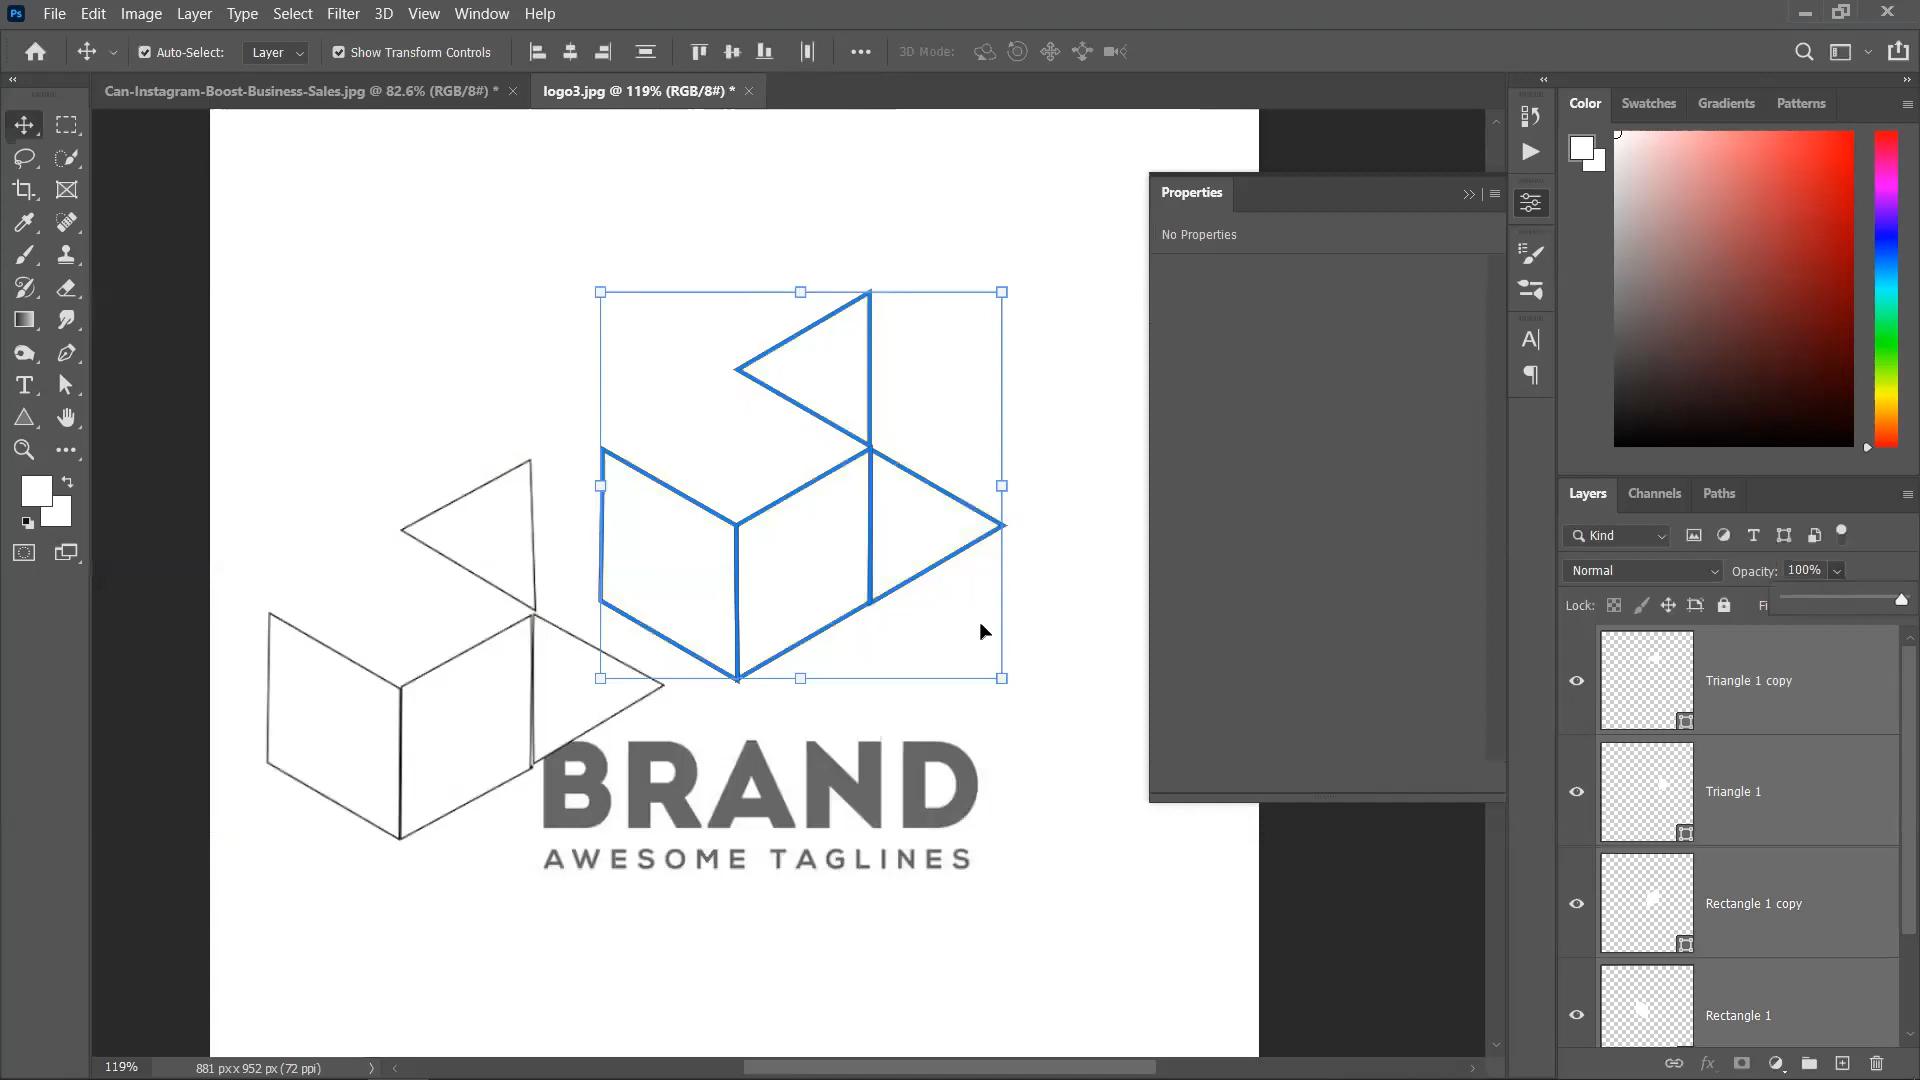 Ps File Edit Image Layer Type Select Filter 3D View Window Help
Auto-Select: Layer Show Transform Controls 3D Mode:
Can-Instagram-Boost-Business-Sales.jpg @ 82.6% (RGB/8#) * logo3.jpg @ 119% (RGB/8#) *
Color Swatches Gradients Patterns
Properties
No Properties
Layers Channels Paths
Kind
Normal Opacity: 100%
Lock: Fi
Triangle 1 copy
Triangle 1
Rectangle 1 copy
Rectangle 1
BRAND
AWESOME TAGLINES
119% 881 px x 952 px (72 ppi)